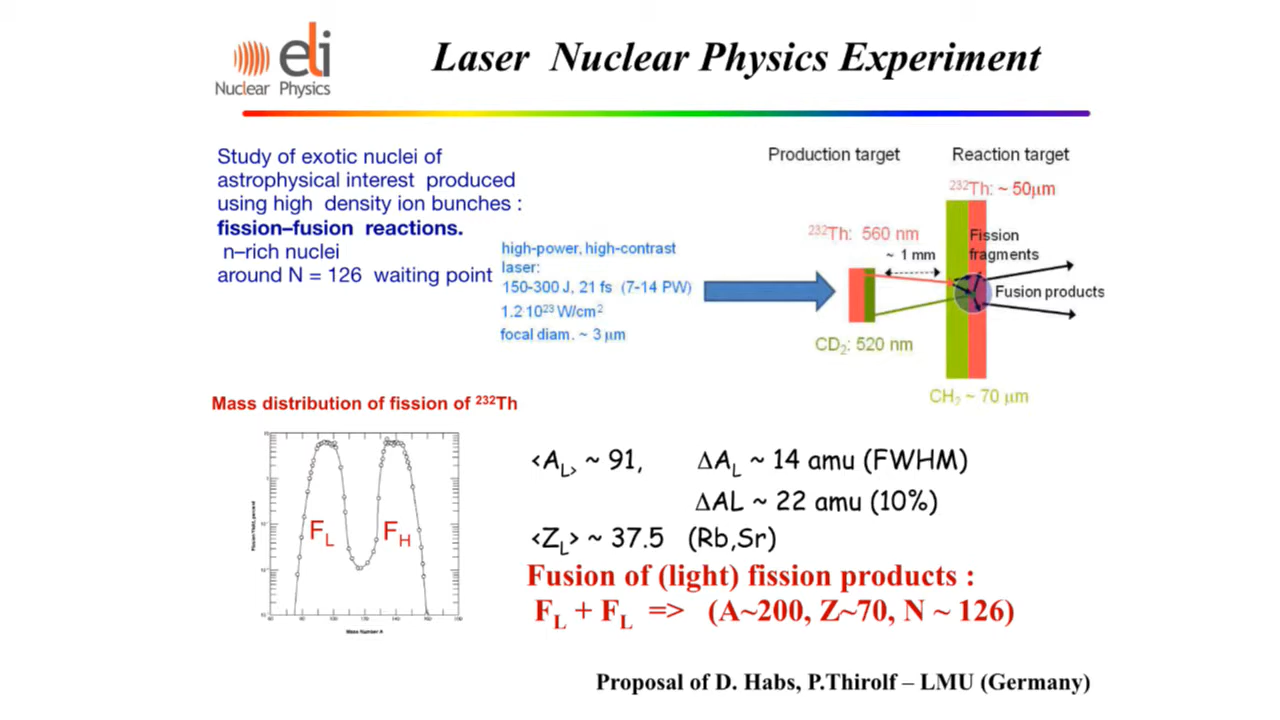 eli
Nuclear Physics
Laser Nuclear Physics Experiment
Study of exotic nuclei of
astrophysical interest produced
using high density ion bunches :
fission–fusion reactions.
n–rich nuclei
around N = 126 waiting point
high-power, high-contrast
laser:
150-300 J, 21 fs (7-14 PW)
1.2·10²³ W/cm²
focal diam. ~ 3 μm
Production target
Reaction target
²³²Th: ~ 50μm
²³²Th: 560 nm
~ 1 mm
Fission
fragments
Fusion products
CD₂: 520 nm
CH₂ ~ 70 μm
Mass distribution of fission of ²³²Th
F_L
F_H
Mass Number A
<A_L> ~ 91, ΔA_L ~ 14 amu (FWHM)
ΔAL ~ 22 amu (10%)
<Z_L> ~ 37.5 (Rb,Sr)
Fusion of (light) fission products :
F_L + F_L => (A~200, Z~70, N ~ 126)
Proposal of D. Habs, P.Thirolf – LMU (Germany)